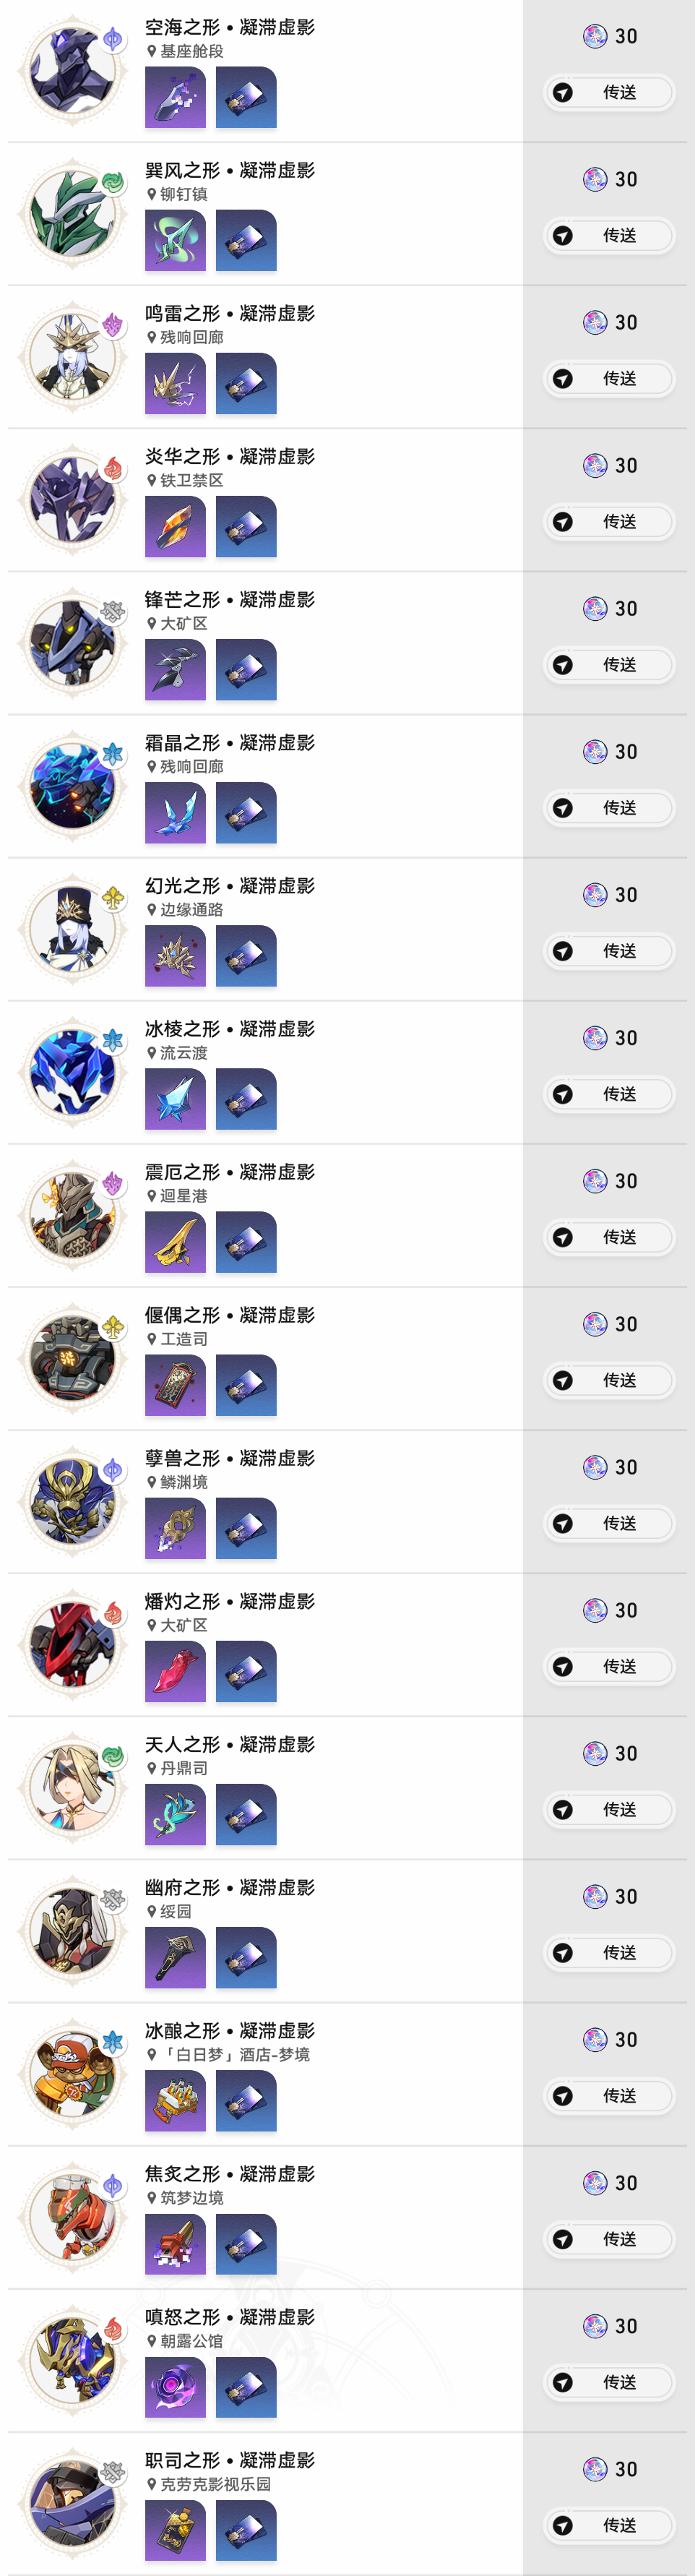 空海之形•凝滞虚影
30
基座舱段
传送
巽风之形•凝滞虚影
30
铆钉镇
传送
鸣雷之形•凝滞虚影
30
残响回廊
传送
炎华之形•凝滞虚影
30
铁卫禁区
传送
锋芒之形•凝滞虚影
30
大矿区
传送
霜晶之形•凝滞虚影
30
残响回廊
传送
幻光之形•凝滞虚影
30
边缘通路
传送
冰棱之形•凝滞虚影
30
流云渡
传送
震厄之形•凝滞虚影
30
迴星港
传送
偃偶之形•凝滞虚影
30
工造司
传送
孽兽之形•凝滞虚影
30
鳞渊境
传送
燔灼之形•凝滞虚影
30
大矿区
传送
天人之形•凝滞虚影
30
丹鼎司
传送
幽府之形•凝滞虚影
30
绥园
传送
冰酿之形•凝滞虚影
30
「白日梦」酒店-梦境
传送
焦炙之形•凝滞虚影
30
筑梦边境
传送
嗔怒之形•凝滞虚影
30
朝露公馆
传送
职司之形•凝滞虚影
30
克劳克影视乐园
传送